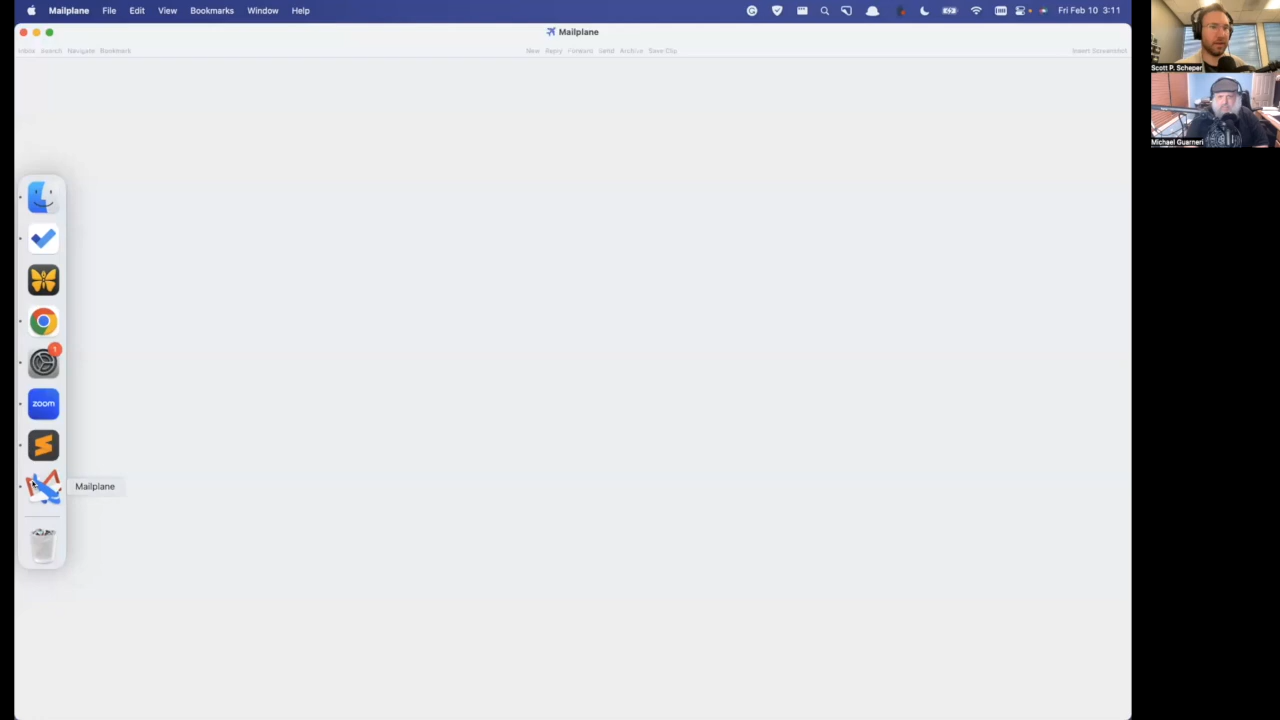 Mailplane File Edit View Bookmarks Window Help Fri Feb 10 3:11
Mailplane
Inbox Search Navigate Bookmark New Reply Forward Send Archive Save Clip Insert Screenshot
Scott P. Scheper
Michael Guarneri
1
zoom
Mailplane